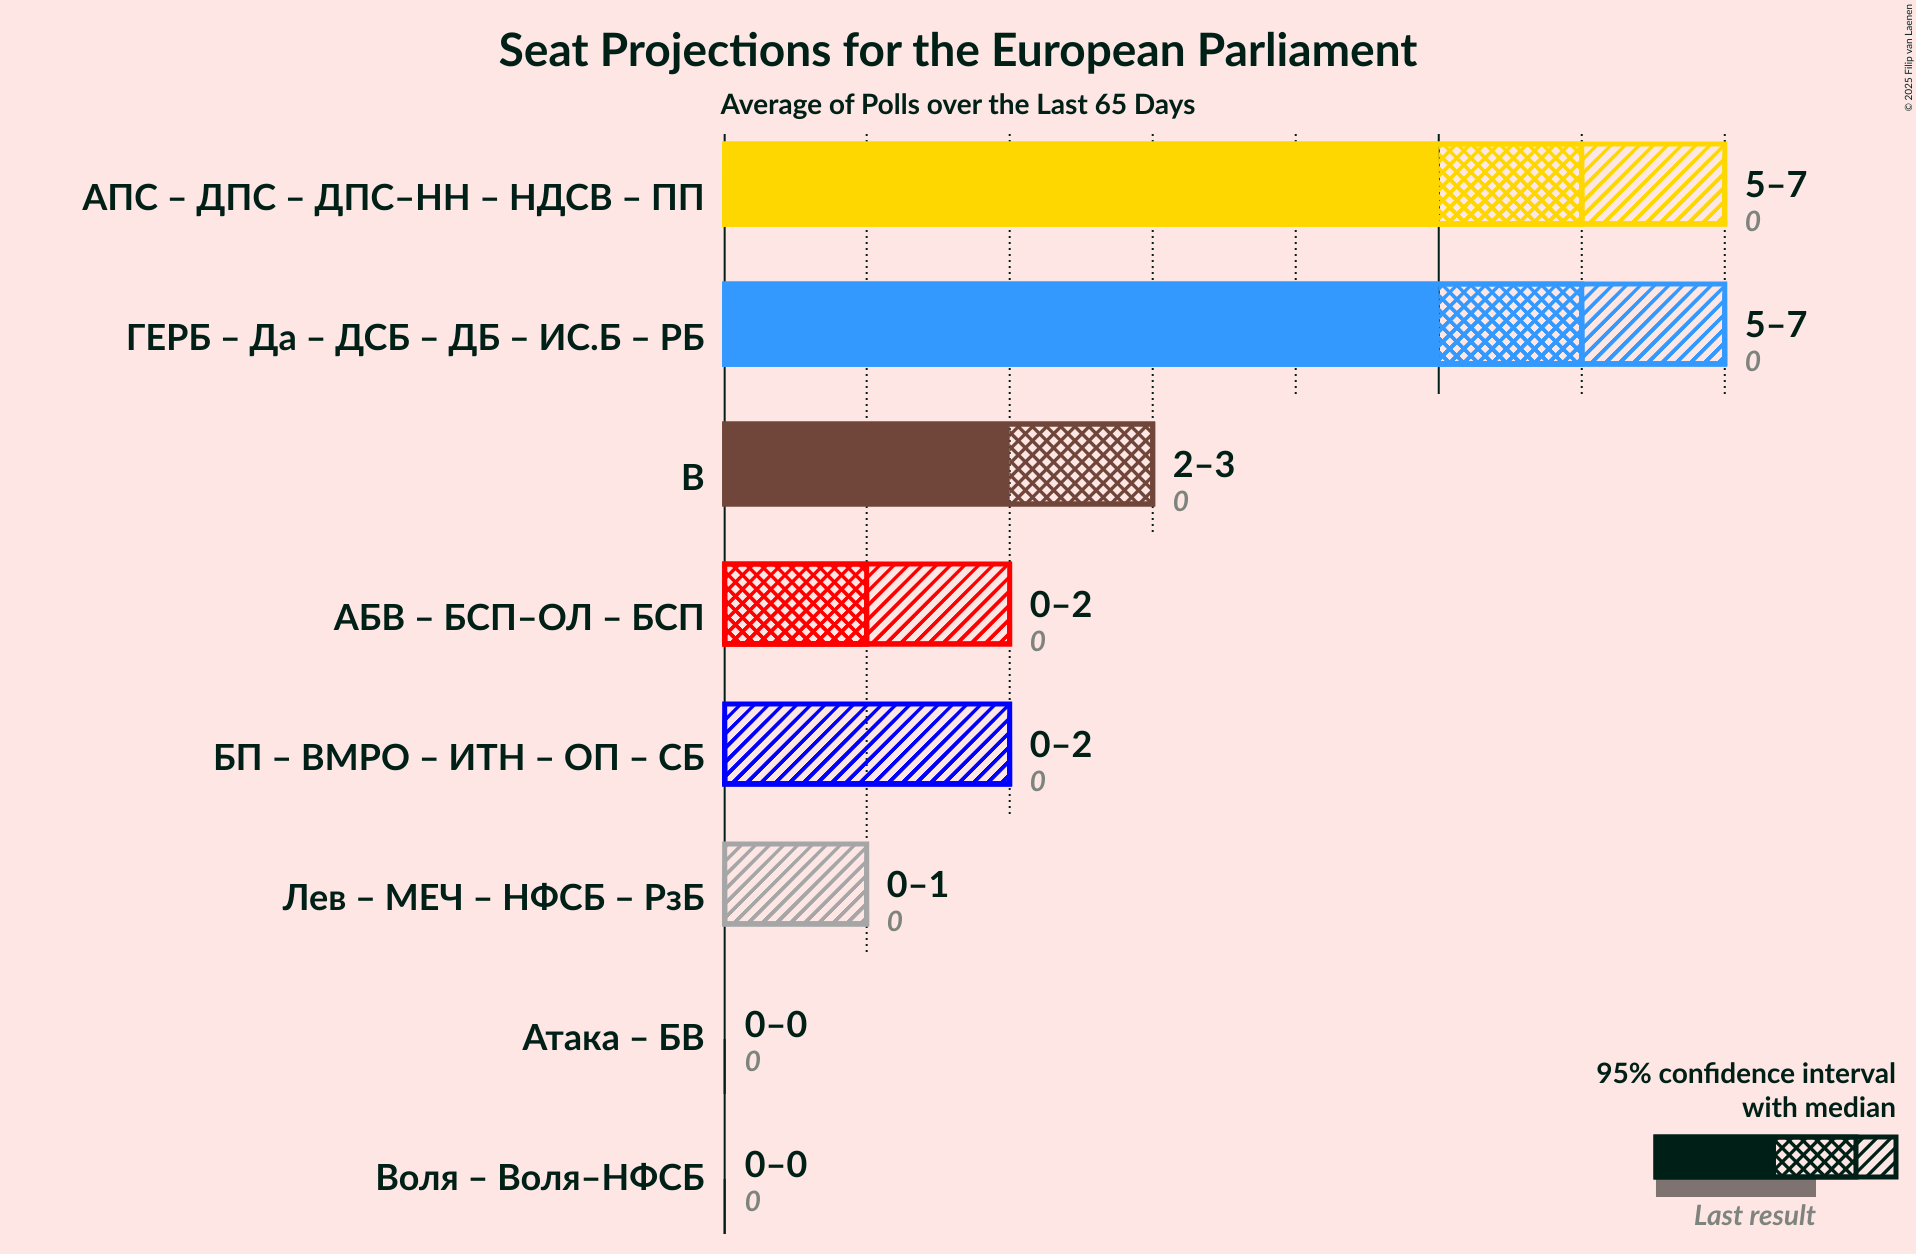 Seat Projections for the European Parliament
Average of Polls over the Last 65 Days
© 2025 Filip van Laenen
АПС – ДПС – ДПС–НН – НДСВ – ПП
5–7
0
ГЕРБ – Да – ДСБ – ДБ – ИС.Б – РБ
5–7
0
В
2–3
0
АБВ – БСП–ОЛ – БСП
0–2
0
БП – ВМРО – ИТН – ОП – СБ
0–2
0
Лев – МЕЧ – НФСБ – РзБ
0–1
0
Атака – БВ
0–0
0
Воля – Воля–НФСБ
0–0
0
95% confidence interval
with median
Last result